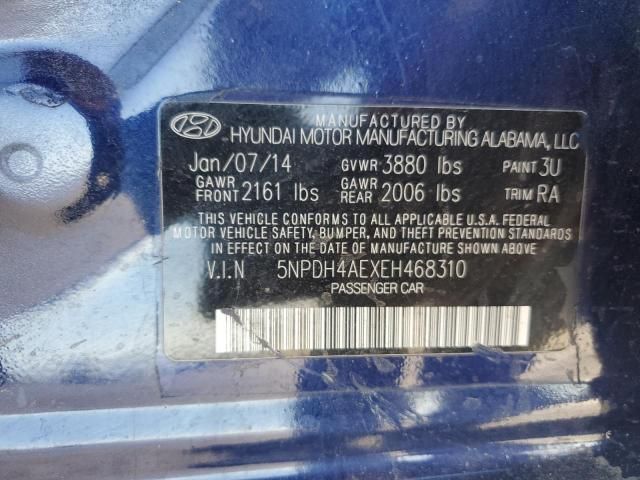 MANUFACTURED BY
HYUNDAI MOTOR MANUFACTURING ALABAMA, LLC
Jan/07/14 GVWR 3880 lbs PAINT 3U
GAWR FRONT 2161 lbs GAWR REAR 2006 lbs TRIM RA
THIS VEHICLE CONFORMS TO ALL APPLICABLE U.S.A. FEDERAL
MOTOR VEHICLE SAFETY, BUMPER, AND THEFT PREVENTION STANDARDS
IN EFFECT ON THE DATE OF MANUFACTURE SHOWN ABOVE.
V.I.N 5NPDH4AEXEH468310
PASSENGER CAR